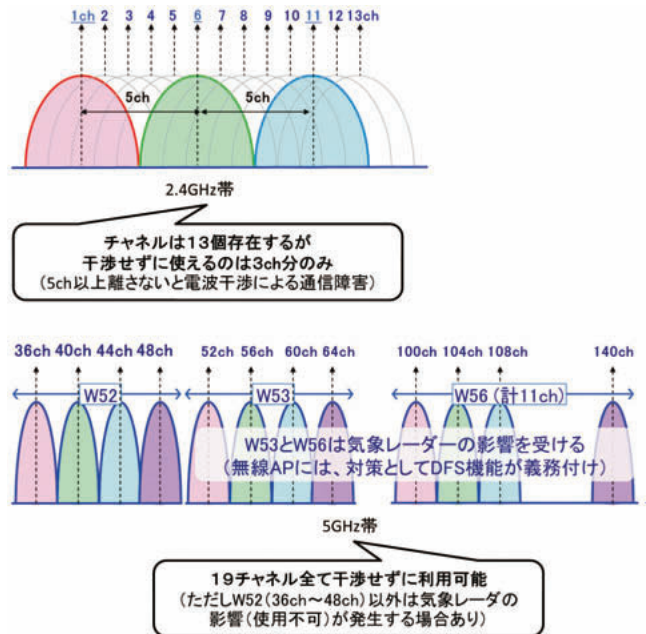 1ch 2 3 4 5 6 7 8 9 10 11 12 13ch
5ch 5ch
2.4GHz帯
チャネルは13個存在するが
干渉せずに使えるのは3ch分のみ
(5ch以上離さないと電波干渉による通信障害)
36ch 40ch 44ch 48ch 52ch 56ch 60ch 64ch 100ch 104ch 108ch 140ch
W52 W53 W56(計11ch)
W53とW56は気象レーダーの影響を受ける
(無線APには、対策としてDFS機能が義務付け)
5GHz帯
19チャネル全て干渉せずに利用可能
(ただしW52(36ch~48ch)以外は気象レーダの
影響(使用不可)が発生する場合あり)